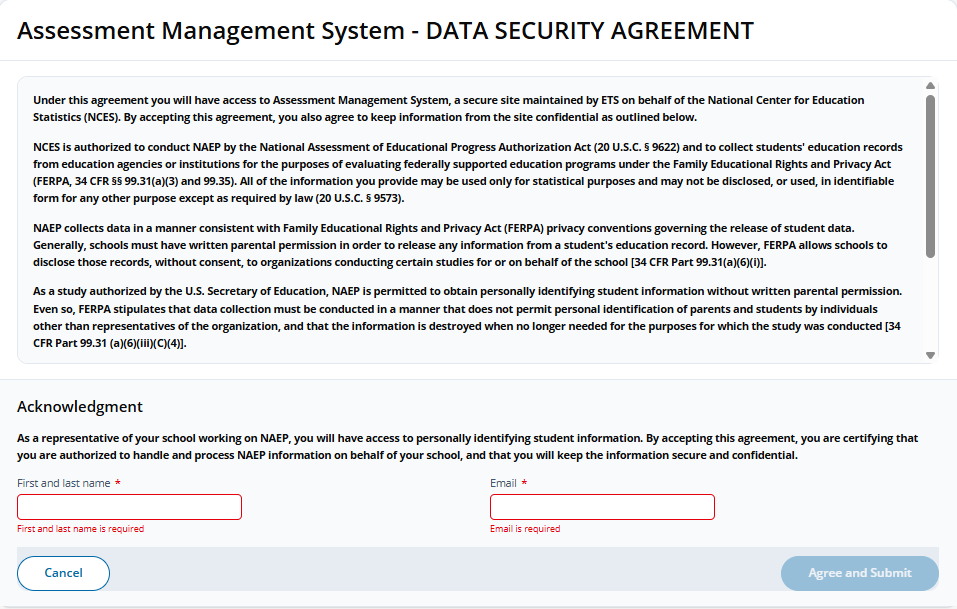 Assessment Management System - DATA SECURITY AGREEMENT
Under this agreement you will have access to Assessment Management System, a secure site maintained by ETS on behalf of the National Center for Education
Statistics (NCES). By accepting this agreement, you also agree to keep information from the site confidential as outlined below.
NCES is authorized to conduct NAEP by the National Assessment of Educational Progress Authorization Act (20 U.S.C. § 9622) and to collect students' education records
from education agencies or institutions for the purposes of evaluating federally supported education programs under the Family Educational Rights and Privacy Act
(FERPA, 34 CFR §§ 99.31(a)(3) and 99.35). All of the information you provide may be used only for statistical purposes and may not be disclosed, or used, in identifiable
form for any other purpose except as required by law (20 U.S.C. § 9573).
NAEP collects data in a manner consistent with Family Educational Rights and Privacy Act (FERPA) privacy conventions governing the release of student data.
Generally, schools must have written parental permission in order to release any information from a student's education record. However, FERPA allows schools to
disclose those records, without consent, to organizations conducting certain studies for or on behalf of the school [34 CFR Part 99.31(a)(6)(i)].
As a study authorized by the U.S. Secretary of Education, NAEP is permitted to obtain personally identifying student information without written parental permission.
Even so, FERPA stipulates that data collection must be conducted in a manner that does not permit personal identification of parents and students by individuals
other than representatives of the organization, and that the information is destroyed when no longer needed for the purposes for which the study was conducted [34
CFR Part 99.31 (a)(6)(iii)(C)(4)].
Acknowledgment
As a representative of your school working on NAEP, you will have access to personally identifying student information. By accepting this agreement, you are certifying that
you are authorized to handle and process NAEP information on behalf of your school, and that you will keep the information secure and confidential.
First and last name *
Email *
First and last name is required
Email is required
Cancel
Agree and Submit